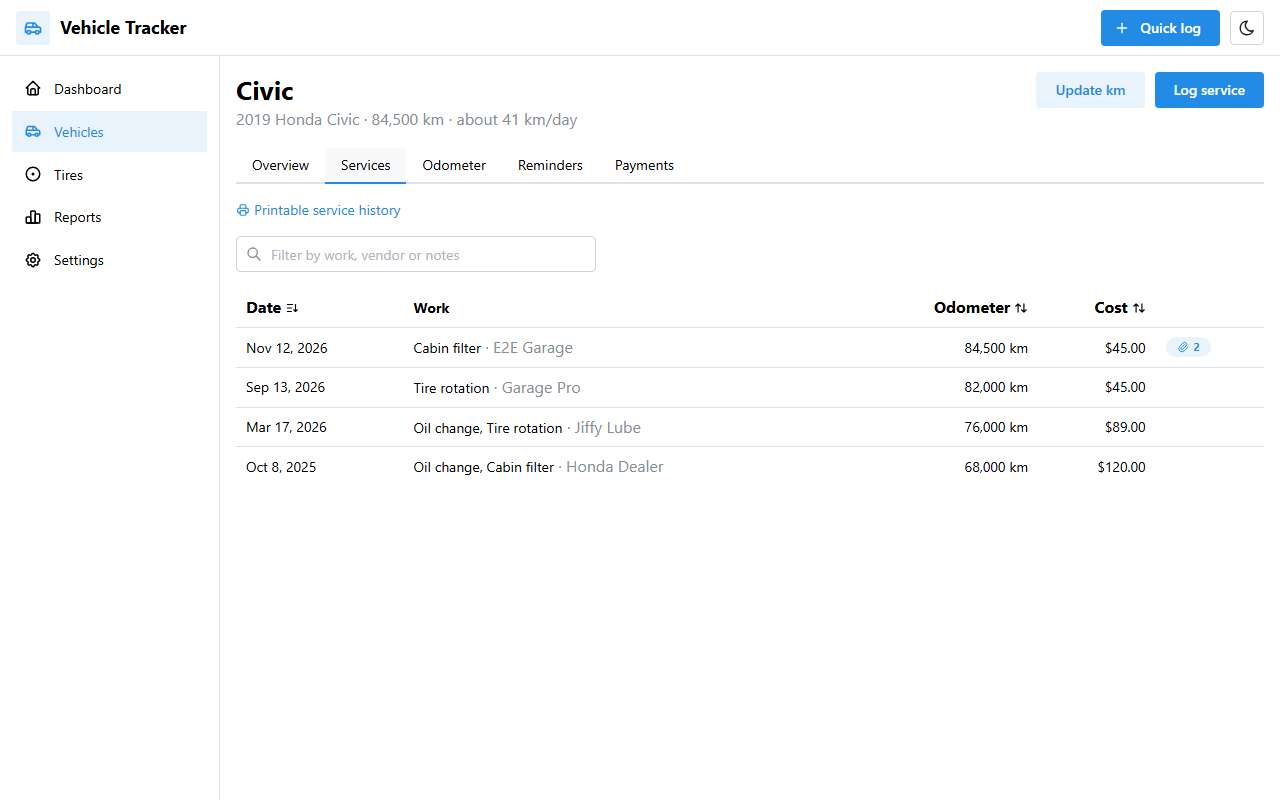 Vehicle Tracker
Quick log
Dashboard
Vehicles
Tires
Reports
Settings
Civic
2019 Honda Civic · 84,500 km · about 41 km/day
Update km
Log service
Overview Services Odometer Reminders Payments
Printable service history
Filter by work, vendor or notes
Date Work Odometer Cost
Nov 12, 2026 Cabin filter · E2E Garage 84,500 km $45.00 2
Sep 13, 2026 Tire rotation · Garage Pro 82,000 km $45.00
Mar 17, 2026 Oil change, Tire rotation · Jiffy Lube 76,000 km $89.00
Oct 8, 2025 Oil change, Cabin filter · Honda Dealer 68,000 km $120.00